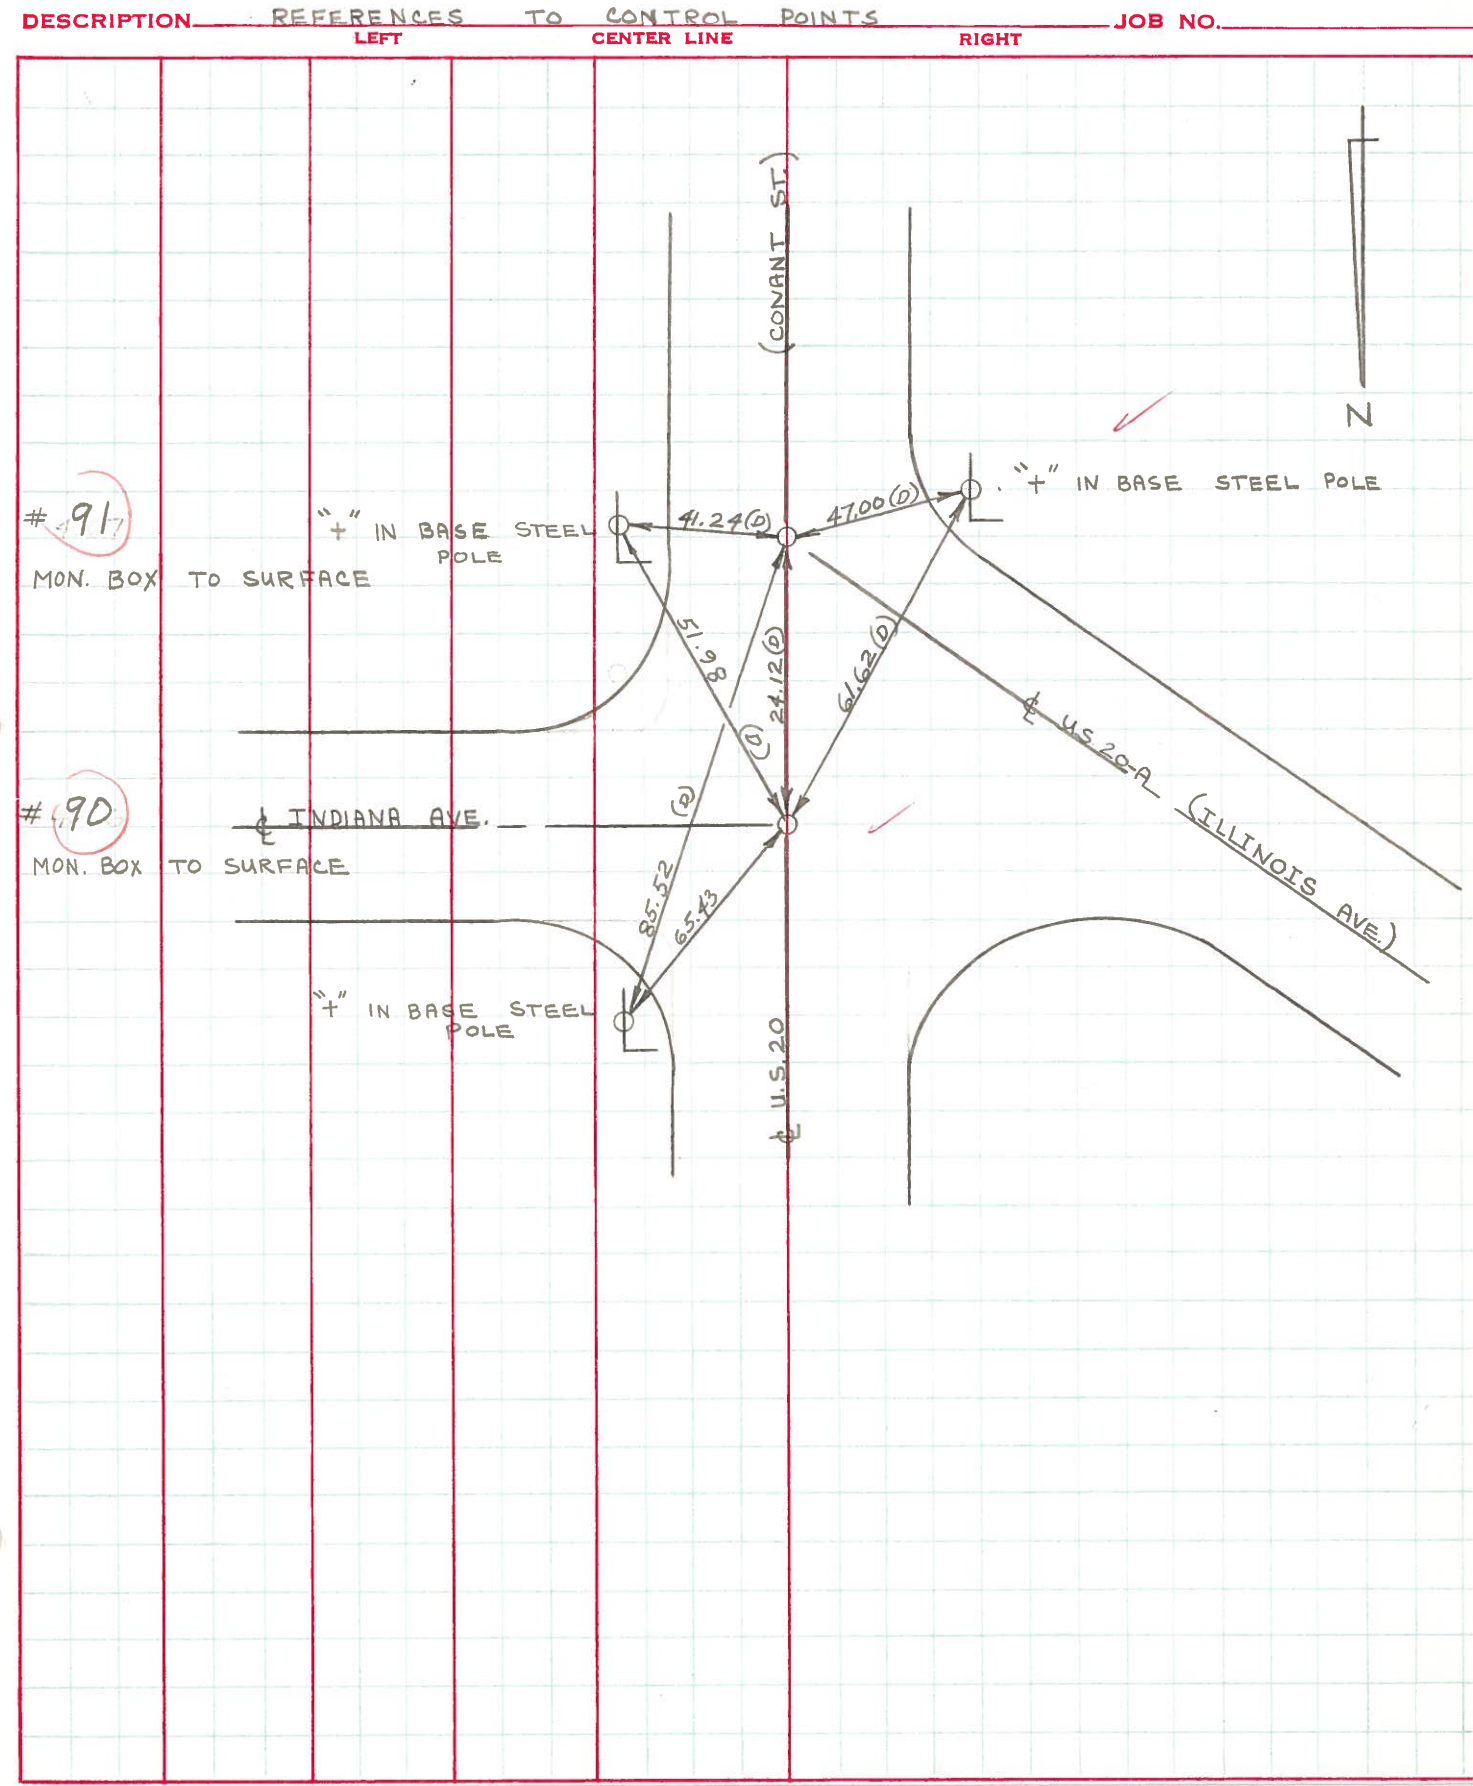 DESCRIPTION REFERENCES TO CONTROL POINTS JOB NO.
LEFT CENTER LINE RIGHT
(CONANT ST.)
N
"+" IN BASE STEEL POLE
# 91
MON. BOX TO SURFACE
"+" IN BASE STEEL
POLE
41.24(D)
47.00(D)
51.98 (D)
24.12(D)
61.62(D)
℄ U.S. 20-A (ILLINOIS AVE.)
# 90
MON. BOX TO SURFACE
℄ INDIANA AVE.
85.52 (D)
65.43
"+" IN BASE STEEL
POLE
℄ U.S. 20